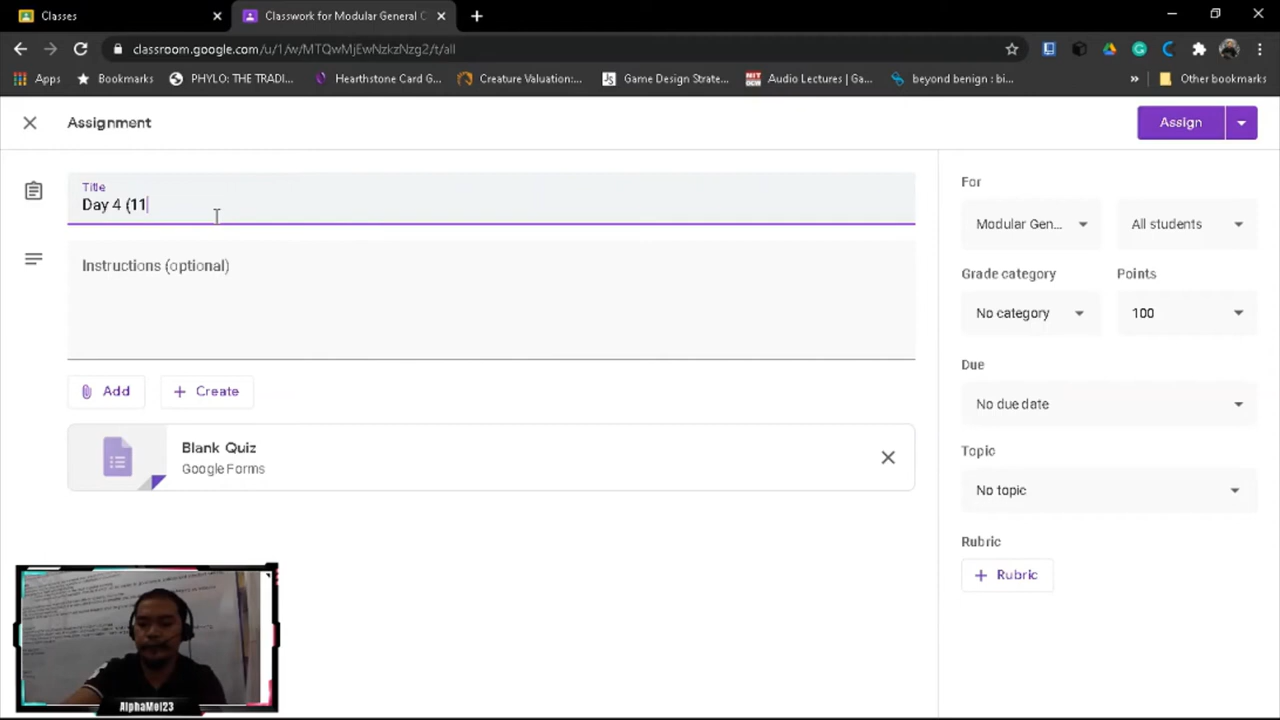 Classes
Classwork for Modular General C
classroom.google.com/u/1/w/MTQwMjEwNzkzNzg2/t/all
Apps
Bookmarks
PHYLO: THE TRADI...
Hearthstone Card G...
Creature Valuation:...
Game Design Strate...
Audio Lectures | Ga...
beyond benign : bi...
»
Other bookmarks
Assignment
Assign
Title
Day 4 (11
Instructions (optional)
Add
Create
Blank Quiz
Google Forms
For
Modular Gen...
All students
Grade category
Points
No category
100
Due
No due date
Topic
No topic
Rubric
Rubric
AlphaMol23